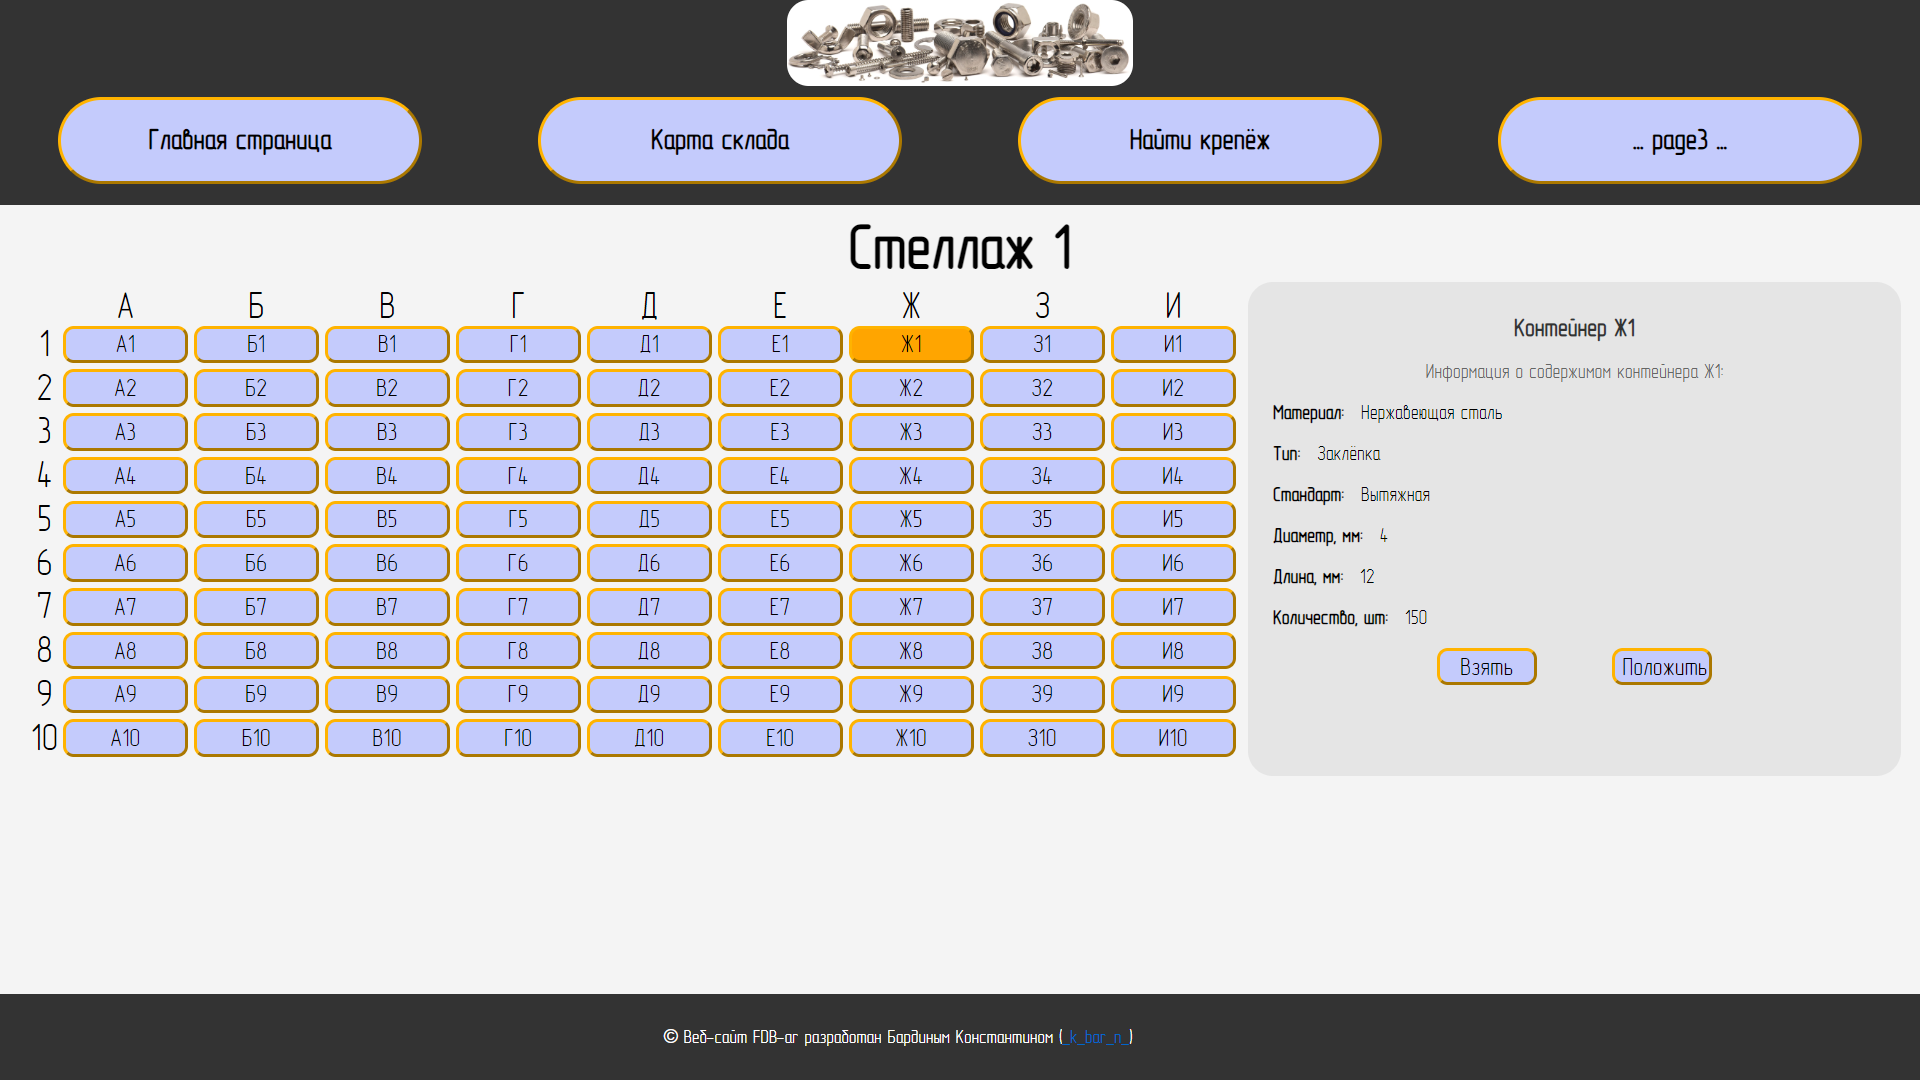 Главная страница Карта склада Найти крепёж ... page3 ...
Стеллаж 1
А Б В Г Д Е Ж З И
1 А1 Б1 В1 Г1 Д1 Е1 Ж1 З1 И1
2 А2 Б2 В2 Г2 Д2 Е2 Ж2 З2 И2
3 А3 Б3 В3 Г3 Д3 Е3 Ж3 З3 И3
4 А4 Б4 В4 Г4 Д4 Е4 Ж4 З4 И4
5 А5 Б5 В5 Г5 Д5 Е5 Ж5 З5 И5
6 А6 Б6 В6 Г6 Д6 Е6 Ж6 З6 И6
7 А7 Б7 В7 Г7 Д7 Е7 Ж7 З7 И7
8 А8 Б8 В8 Г8 Д8 Е8 Ж8 З8 И8
9 А9 Б9 В9 Г9 Д9 Е9 Ж9 З9 И9
10 А10 Б10 В10 Г10 Д10 Е10 Ж10 З10 И10
Контейнер Ж1
Информация о содержимом контейнера Ж1:
Материал: Нержавеющая сталь
Тип: Заклёпка
Стандарт: Вытяжная
Диаметр, мм: 4
Длина, мм: 12
Количество, шт: 150
Взять Положить
© Веб-сайт FDB-ar разработан Бардиным Константином (_k_bar_n_)